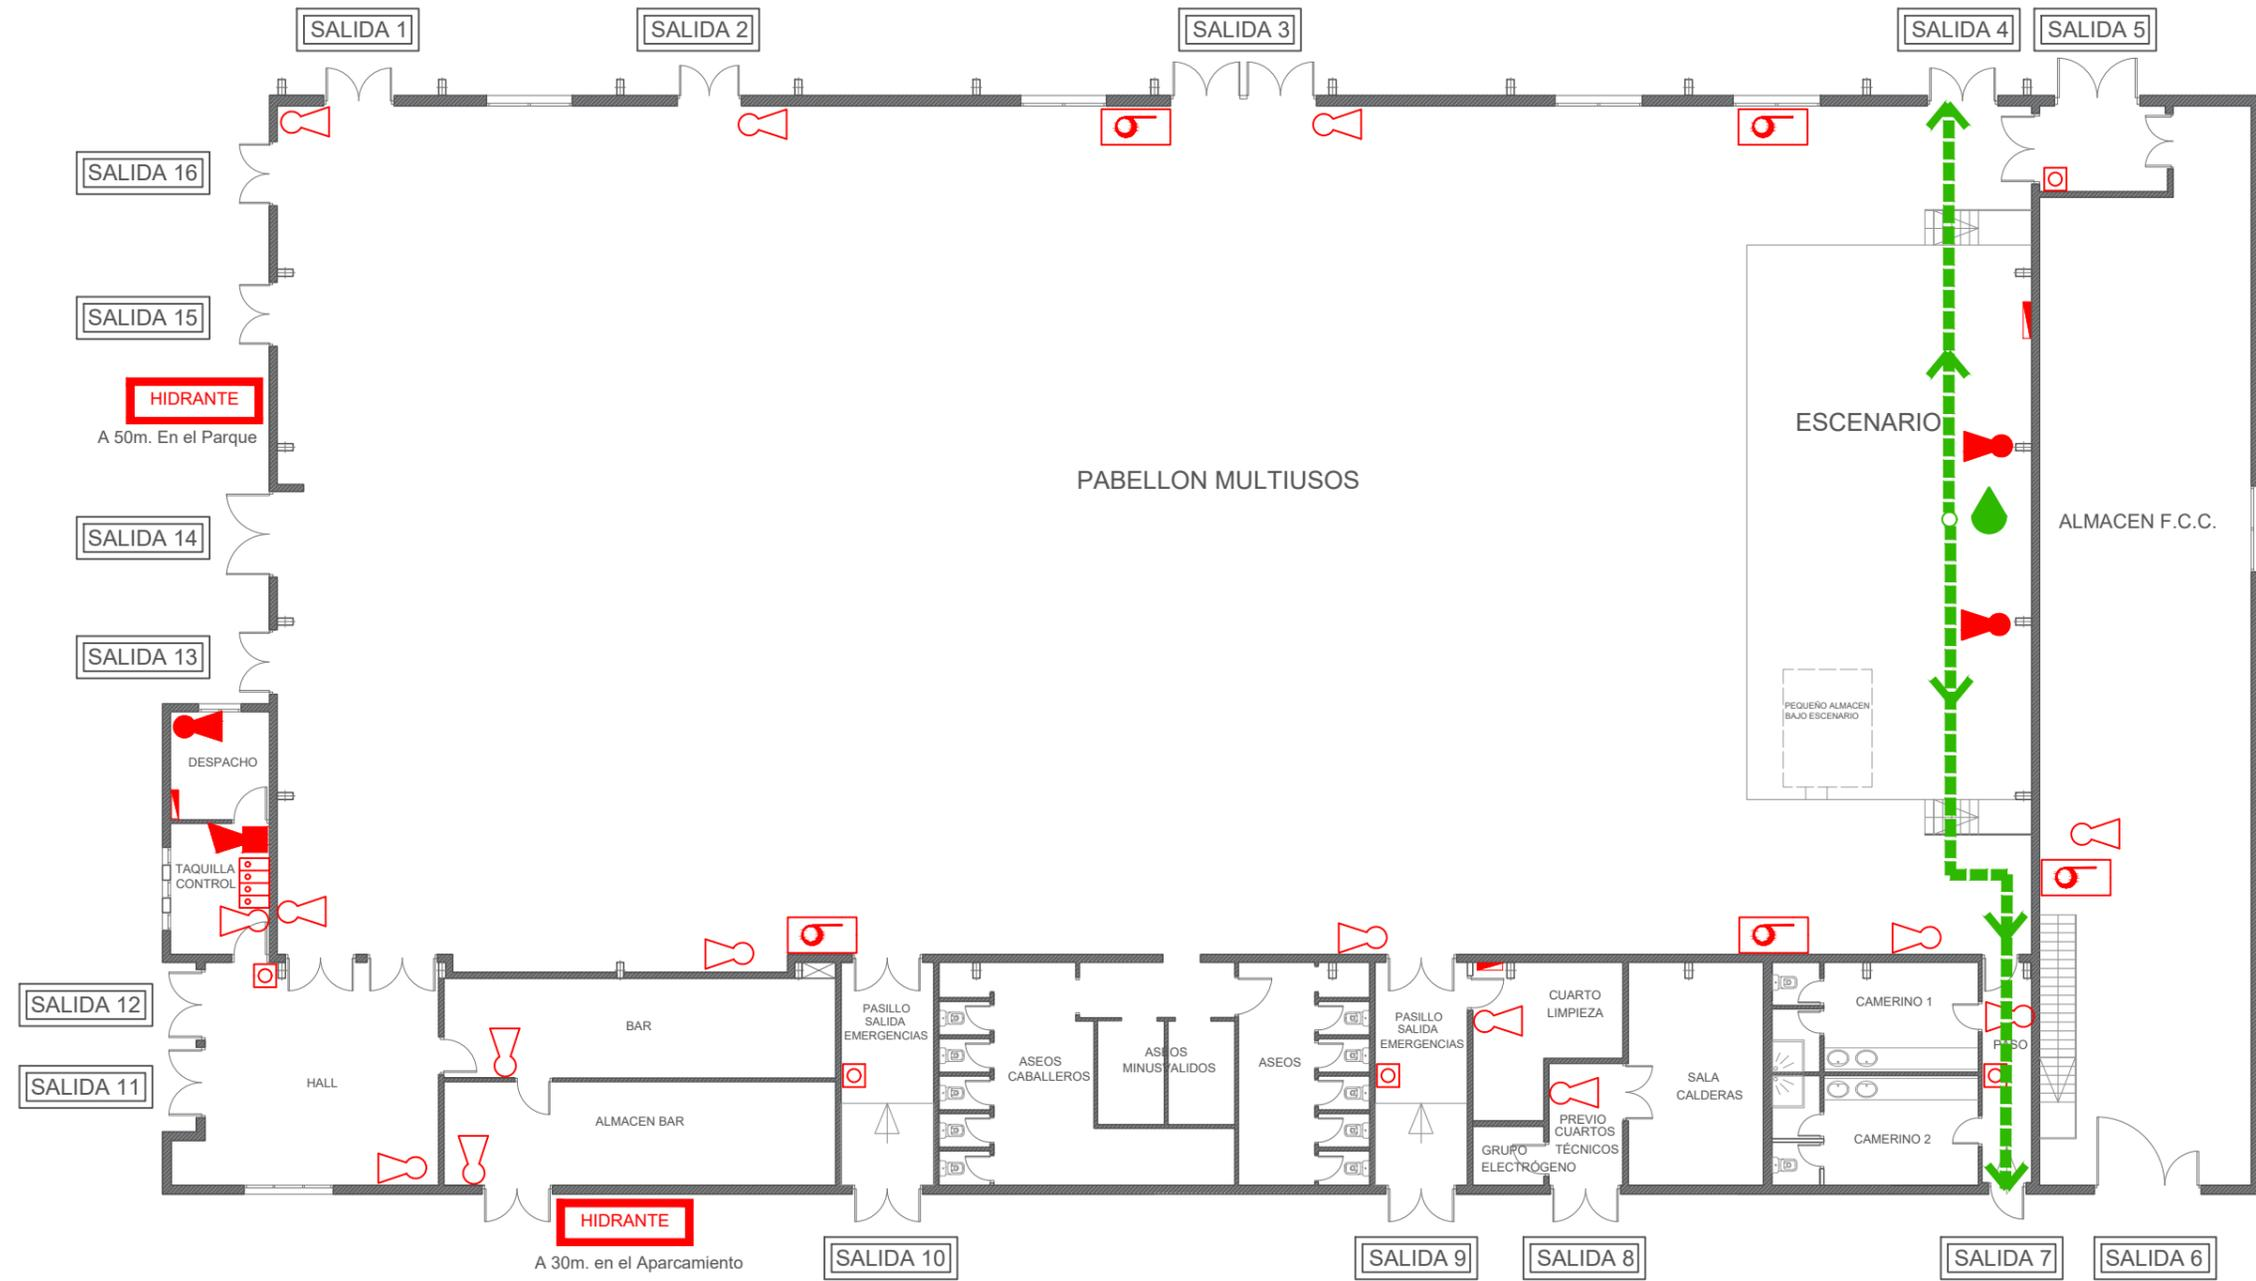 SALIDA 1
SALIDA 2
SALIDA 3
SALIDA 4
SALIDA 5
SALIDA 16
SALIDA 15
HIDRANTE
A 50m. En el Parque
ESCENARIO
PABELLON MULTIUSOS
ALMACEN F.C.C.
SALIDA 14
SALIDA 13
PEQUEÑO ALMACEN
BAJO ESCENARIO
DESPACHO
TAQUILLA
CONTROL
SALIDA 12
SALIDA 11
HALL
BAR
ALMACEN BAR
PASILLO
SALIDA
EMERGENCIAS
ASEOS
CABALLEROS
ASEOS
MINUSVALIDOS
ASEOS
PASILLO
SALIDA
EMERGENCIAS
CUARTO
LIMPIEZA
PREVIO
CUARTOS
TÉCNICOS
GRUPO
ELECTRÓGENO
SALA
CALDERAS
CAMERINO 1
CAMERINO 2
PASO
HIDRANTE
A 30m. en el Aparcamiento
SALIDA 10
SALIDA 9
SALIDA 8
SALIDA 7
SALIDA 6